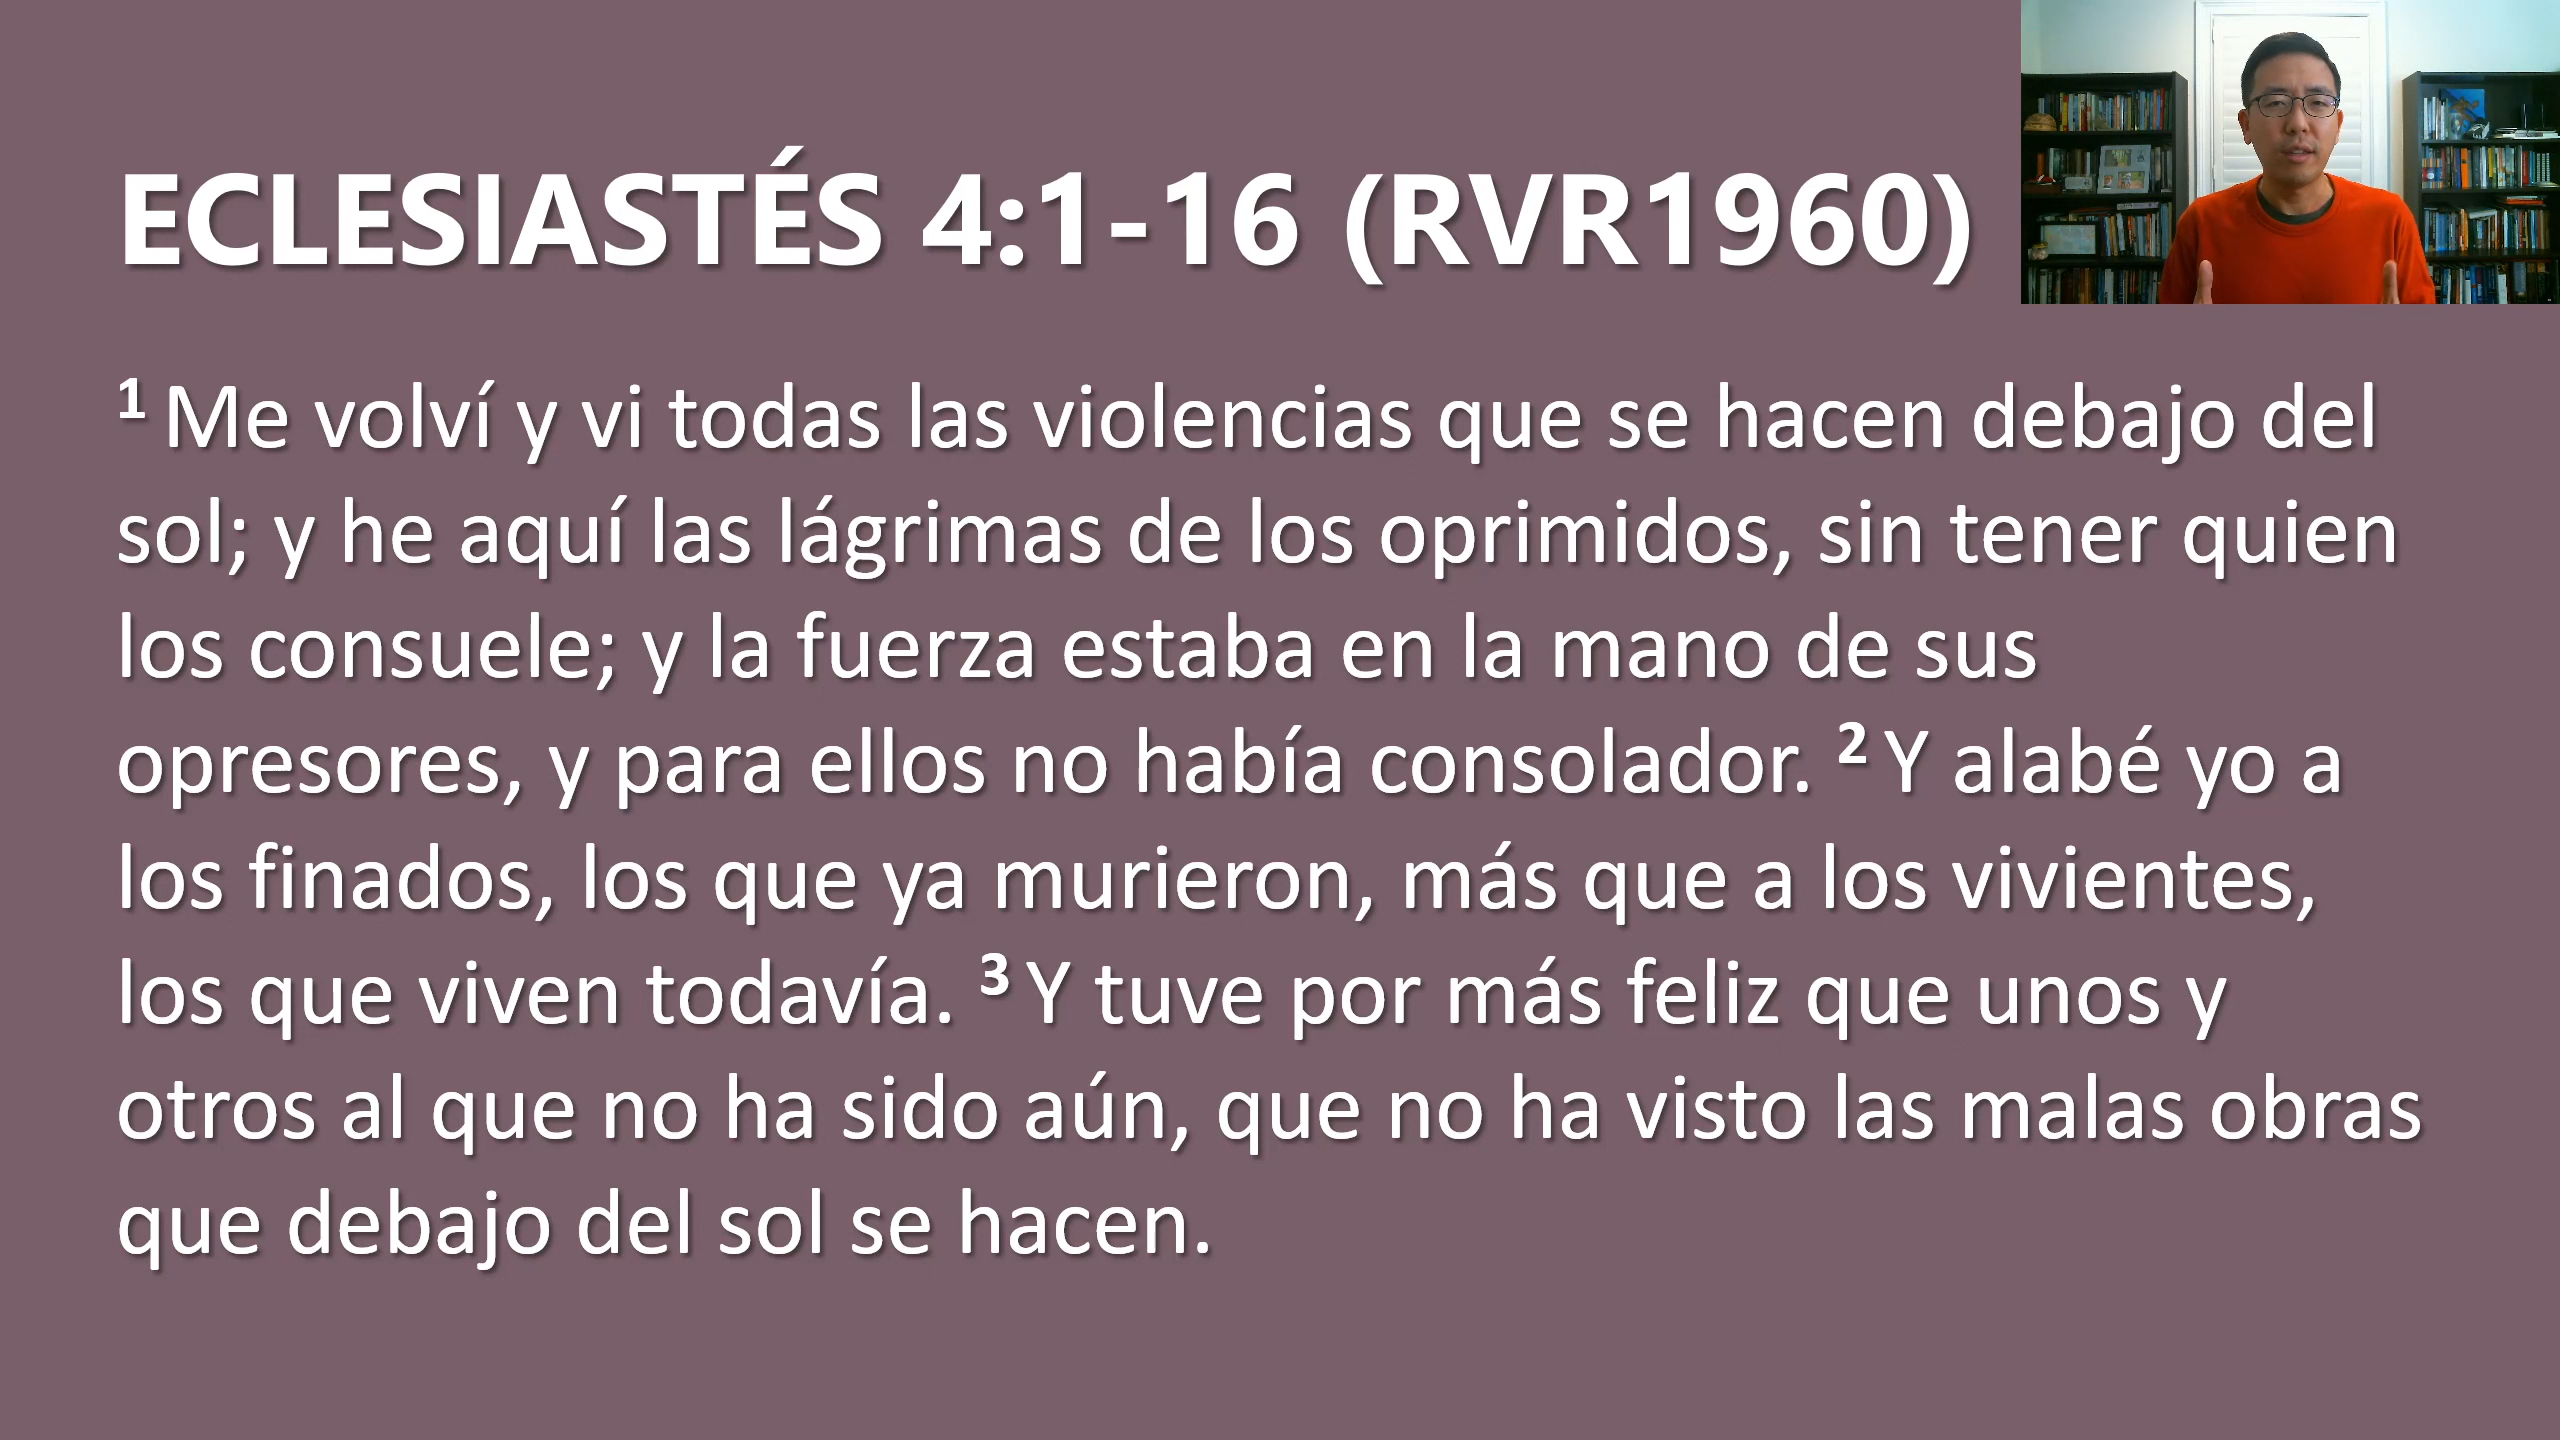 ECLESIASTÉS 4:1-16 (RVR1960)
1 Me volví y vi todas las violencias que se hacen debajo del
sol; y he aquí las lágrimas de los oprimidos, sin tener quien
los consuele; y la fuerza estaba en la mano de sus
opresores, y para ellos no había consolador. 2 Y alabé yo a
los finados, los que ya murieron, más que a los vivientes,
los que viven todavía. 3 Y tuve por más feliz que unos y
otros al que no ha sido aún, que no ha visto las malas obras
que debajo del sol se hacen.